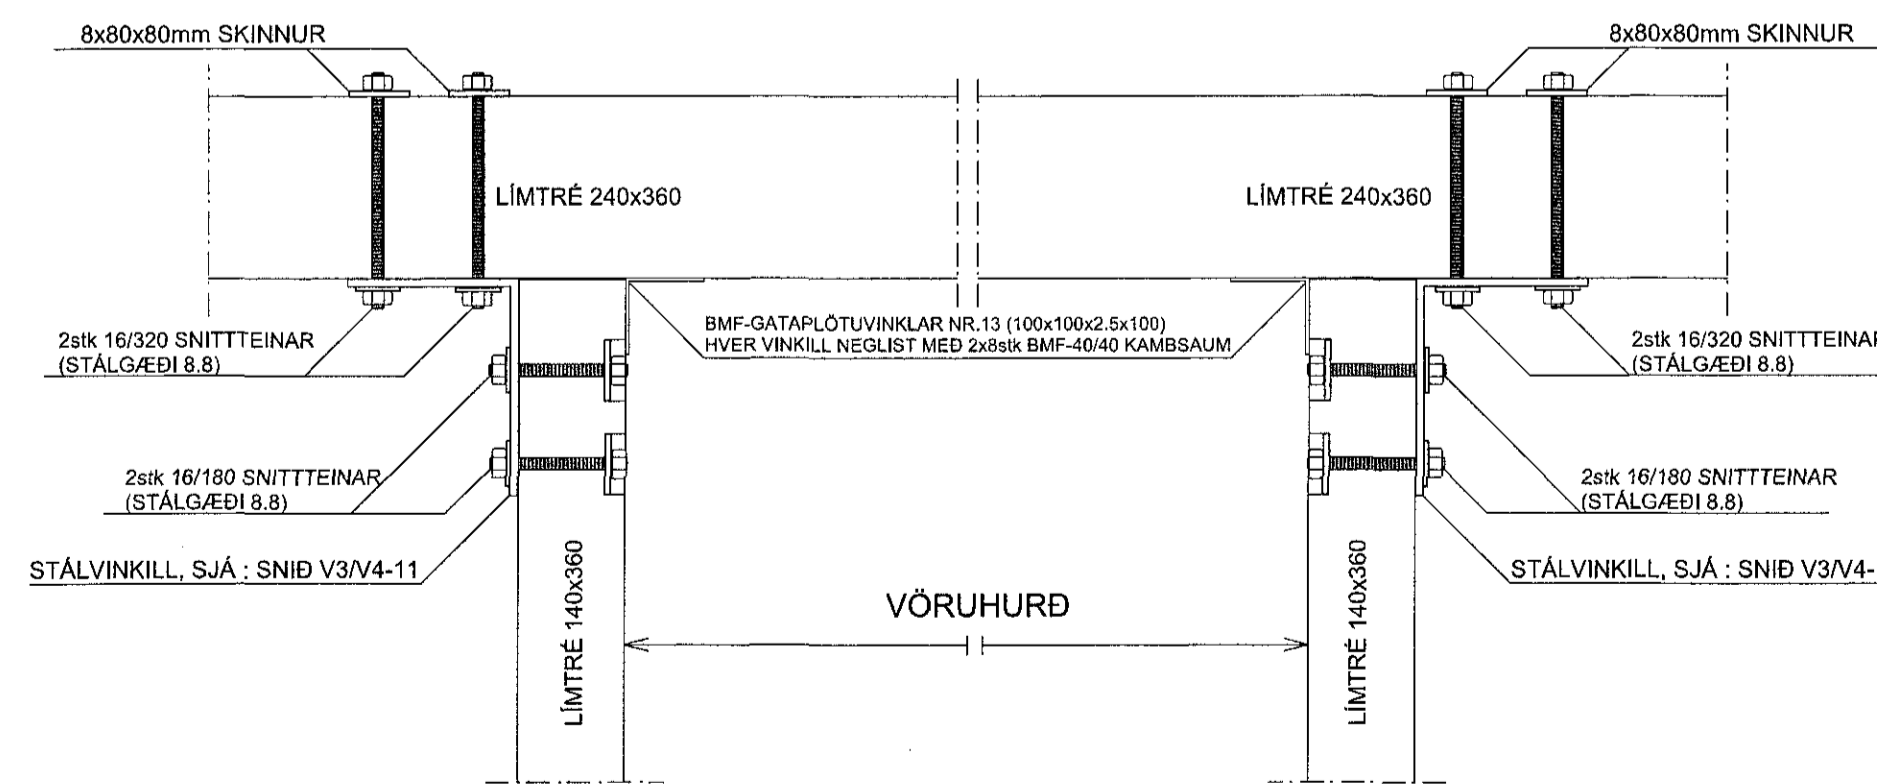 8x80x80mm SKINNUR
8x80x80mm SKINNUR
LÍMTRÉ 240x360
LÍMTRÉ 240x360
BMF-GATAPLÖTUVINKLAR NR.13 (100x100x2.5x100)
HVER VINKILL NEGLIST MEÐ 2x8stk BMF-40/40 KAMBSAUM
2stk 16/320 SNITTTEINAR
(STÁLGÆÐI 8.8)
2stk 16/320 SNITTTEINAR
(STÁLGÆÐI 8.8)
2stk 16/180 SNITTTEINAR
(STÁLGÆÐI 8.8)
2stk 16/180 SNITTTEINAR
(STÁLGÆÐI 8.8)
STÁLVINKILL, SJÁ : SNIÐ V3/V4-11
STÁLVINKILL, SJÁ : SNIÐ V3/V4-
LÍMTRÉ 140x360
VÖRUHURÐ
LÍMTRÉ 140x360